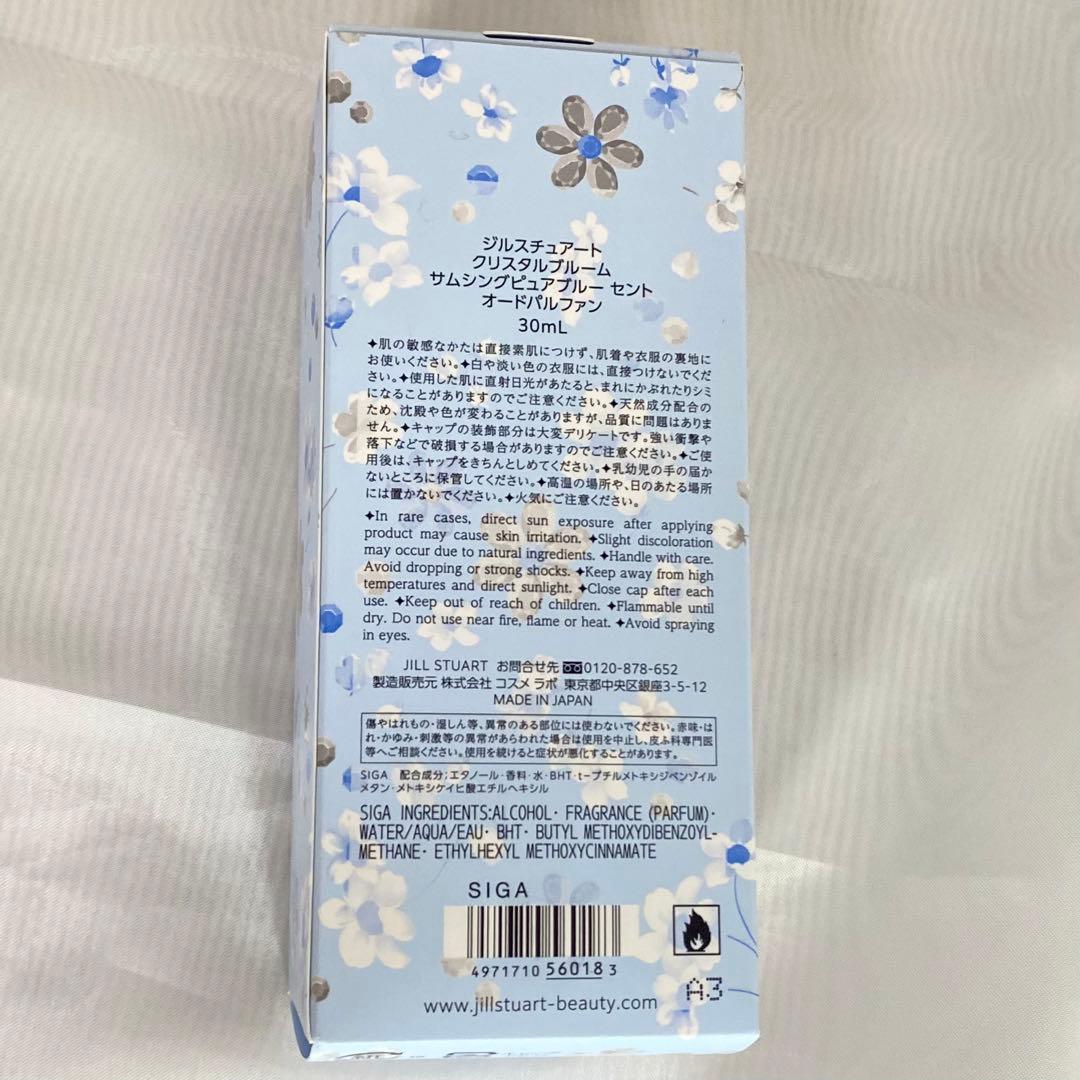 ジルスチュアート
クリスタルブルーム
サムシングピュアブルー セント
オードパルファン
30mL
✦肌の敏感なかたは直接素肌につけず、肌着や衣服の裏地に
お使いください。✦白や淡い色の衣服には、直接つけないでくだ
さい。✦使用した肌に直射日光があたると、まれにかぶれたりシミ
になることがありますのでご注意ください。✦天然成分配合の
ため、沈殿や色が変わることがありますが、品質に問題はありま
せん。✦キャップの装飾部分は大変デリケートです。強い衝撃や
落下などで破損する場合がありますのでご注意ください。✦ご使
用後は、キャップをきちんとしめてください。✦乳幼児の手の届か
ないところに保管してください。✦高温の場所や、日のあたる場所
には置かないでください。✦火気にご注意ください。
✦In rare cases, direct sun exposure after applying
product may cause skin irritation. ✦Slight discoloration
may occur due to natural ingredients. ✦Handle with care.
Avoid dropping or strong shocks. ✦Keep away from high
temperatures and direct sunlight. ✦Close cap after each
use. ✦Keep out of reach of children. ✦Flammable until
dry. Do not use near fire, flame or heat. ✦Avoid spraying
in eyes.
JILL STUART お問合せ先 0120-878-652
製造販売元 株式会社 コスメ ラボ 東京都中央区銀座3-5-12
MADE IN JAPAN
傷やはれもの・湿しん等、異常のある部位には使わないでください。赤味・は
れ・かゆみ・刺激等の異常があらわれた場合は使用を中止し、皮ふ科専門医
等へご相談ください。使用を続けると症状が悪化することがあります。
SIGA 配合成分;エタノール・香料・水・BHT・t-ブチルメトキシジベンゾイル
メタン・メトキシケイヒ酸エチルヘキシル
SIGA INGREDIENTS:ALCOHOL・ FRAGRANCE (PARFUM)・
WATER/AQUA/EAU・ BHT・ BUTYL METHOXYDIBENZOYL-
METHANE・ ETHYLHEXYL METHOXYCINNAMATE
SIGA
4971710 56018 3
www.jillstuart-beauty.com
A3